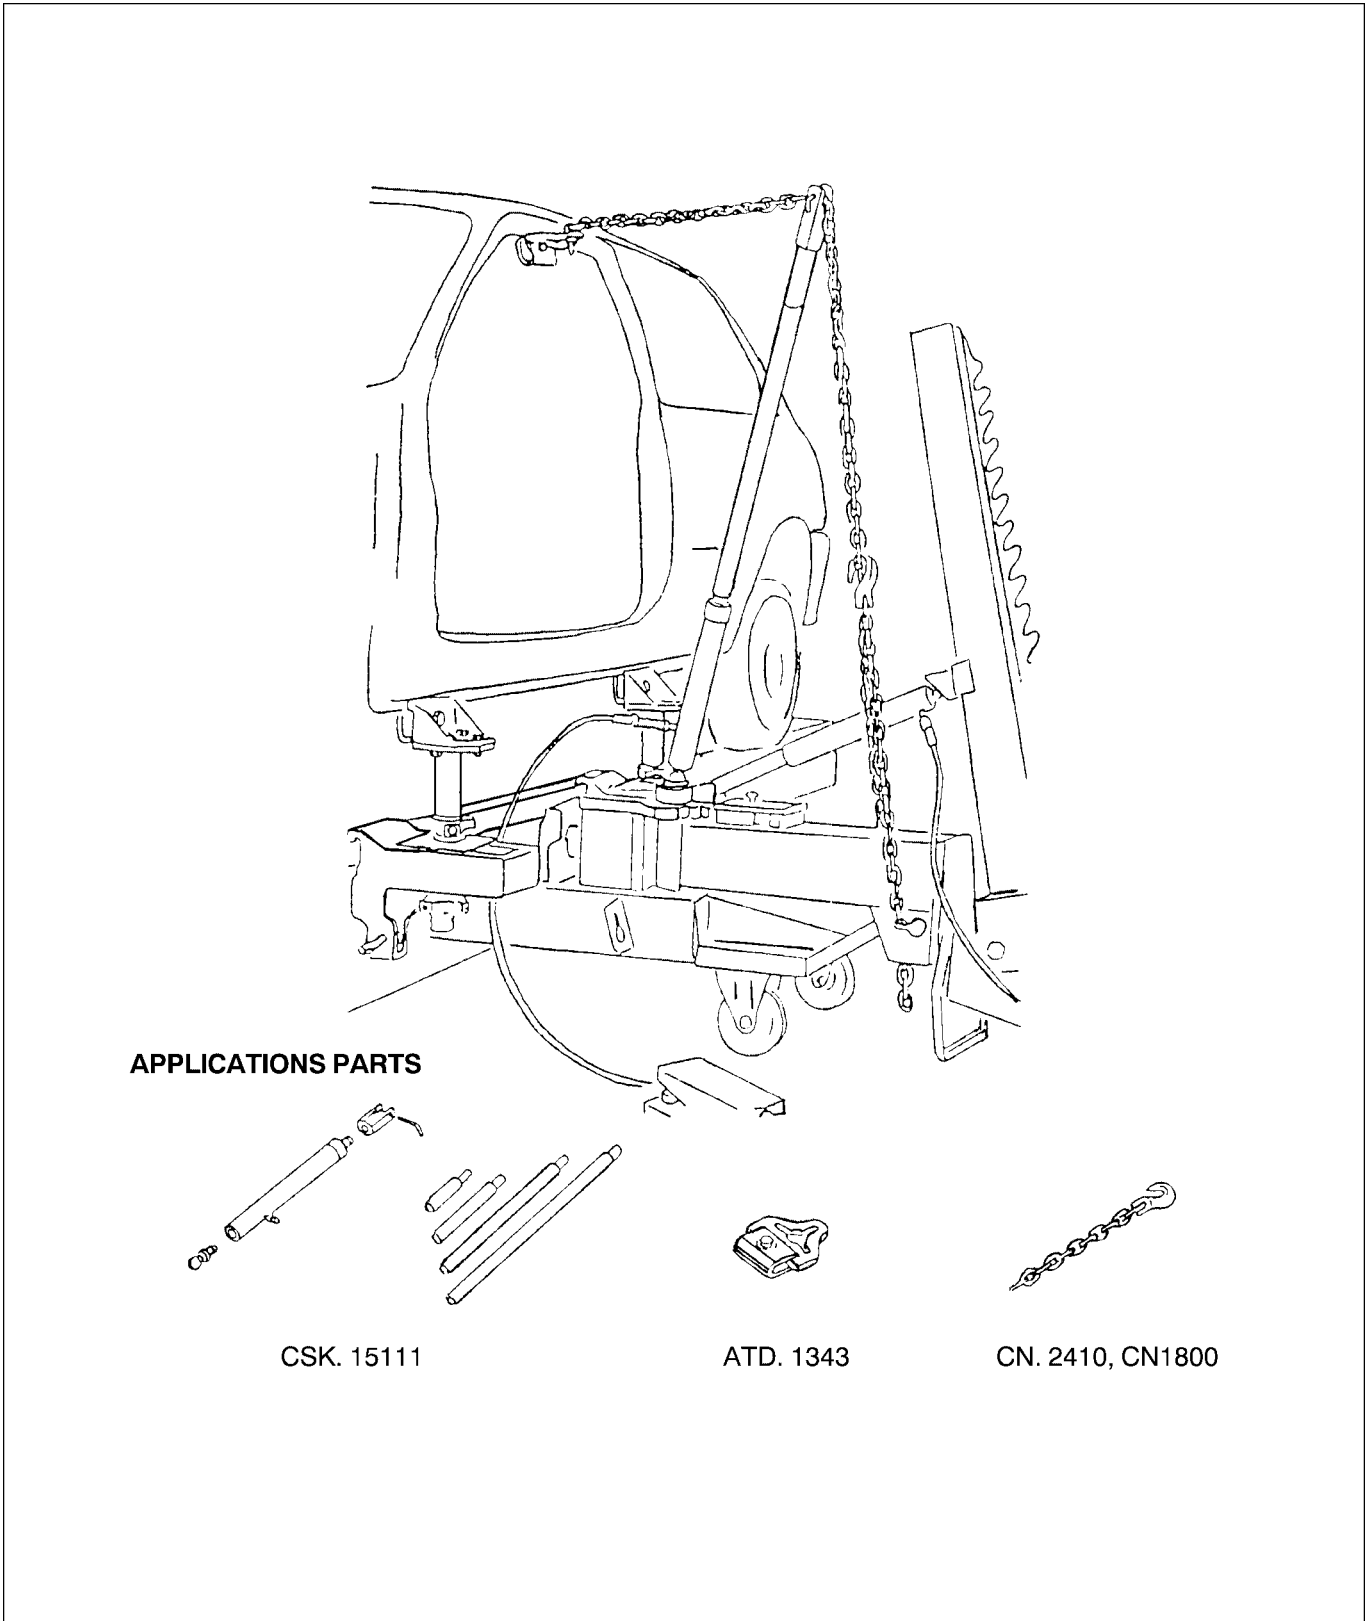 APPLICATIONS PARTS
CSK. 15111
ATD. 1343
CN. 2410, CN1800